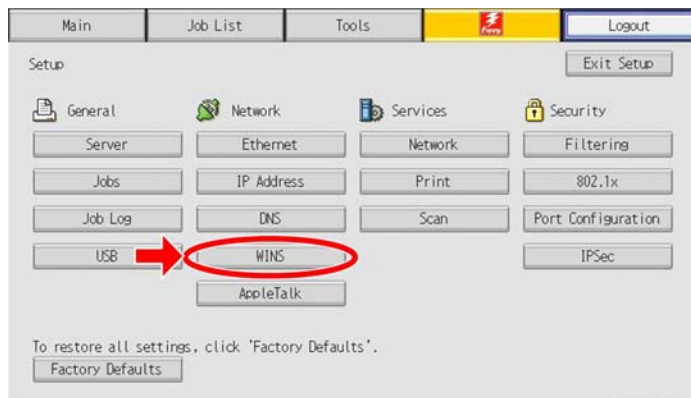 Main Job List Tools Fiery Logout
Setup Exit Setup
General Network Services Security
Server Ethernet Network Filtering
Jobs IP Address Print 802.1x
Job Log DNS Scan Port Configuration
USB WINS IPSec
AppleTalk
To restore all settings, click 'Factory Defaults'.
Factory Defaults